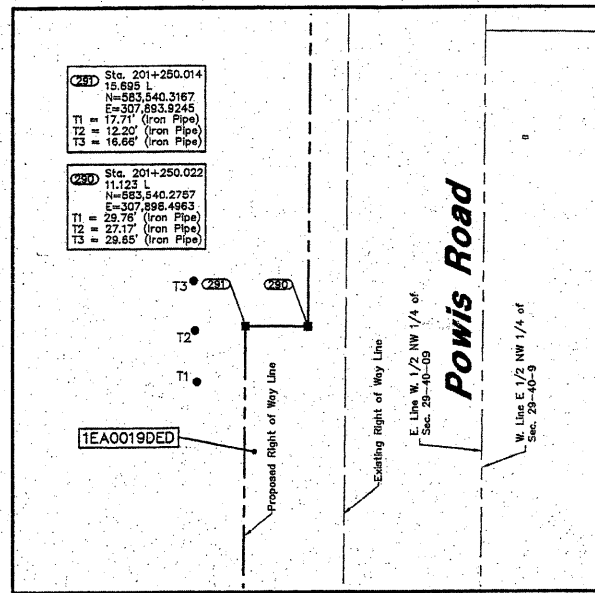 291 Sta. 201+250.014
15.695 L
N=583,540.3167
E=307,893.9245
T1 = 17.71' (Iron Pipe)
T2 = 12.20' (Iron Pipe)
T3 = 16.66' (Iron Pipe)
290 Sta. 201+250.022
11.123 L
N=583,540.2757
E=307,898.4963
T1 = 29.76' (Iron Pipe)
T2 = 27.17' (Iron Pipe)
T3 = 29.65' (Iron Pipe)
T3
291
290
T2
T1
1EA0019DED
Proposed Right of Way Line
Existing Right of Way Line
E. Line W. 1/2 NW 1/4 of
Sec. 29-40-09
Powis Road
W. Line E 1/2 NW 1/4 of
Sec. 29-40-9